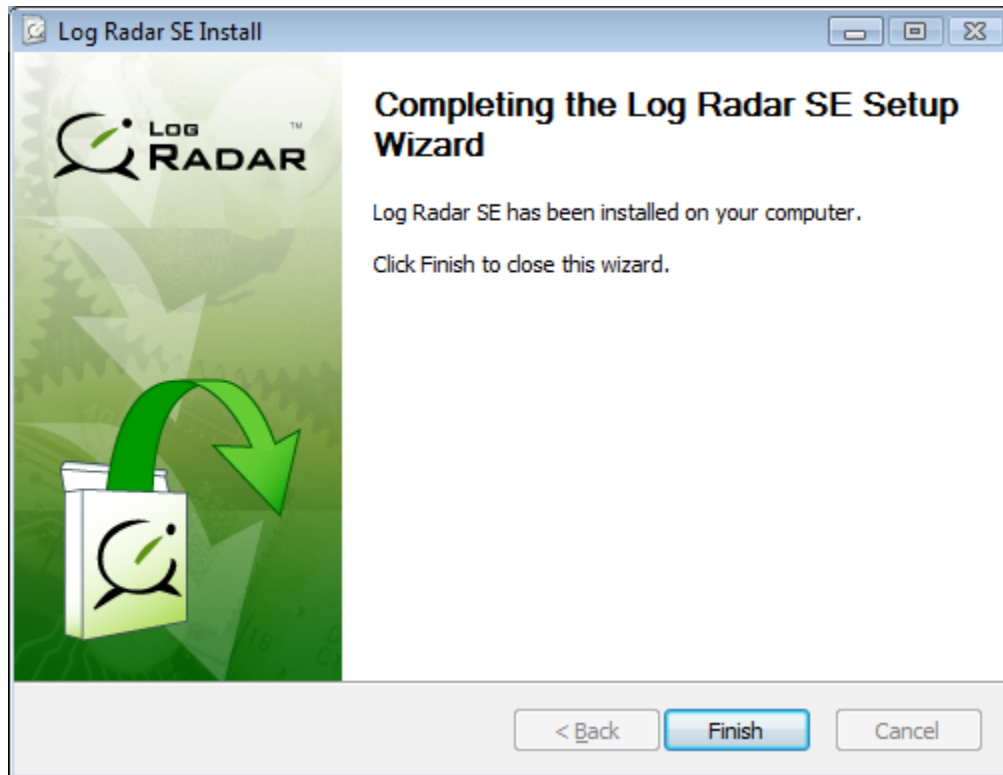 Log Radar SE Install
LOG ™
RADAR
Completing the Log Radar SE Setup
Wizard
Log Radar SE has been installed on your computer.
Click Finish to close this wizard.
< Back
Finish
Cancel